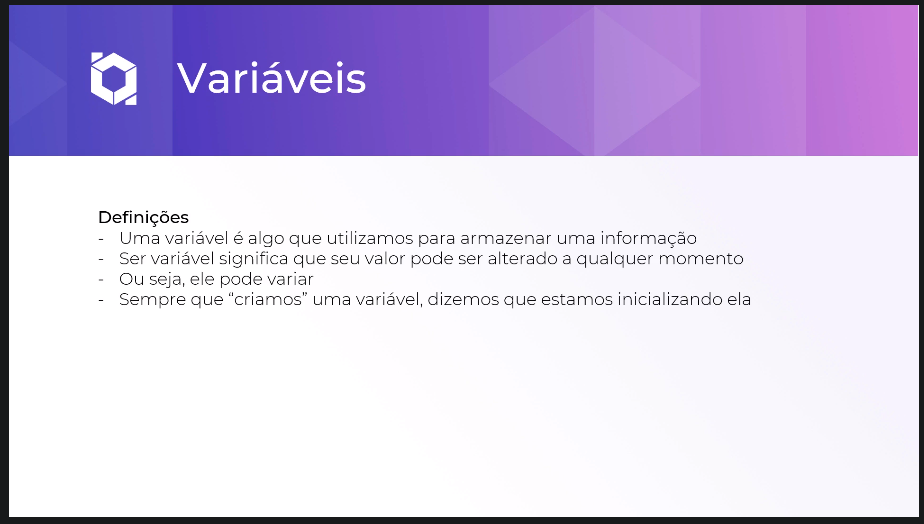 Variáveis
Definições
- Uma variável é algo que utilizamos para armazenar uma informação
- Ser variável significa que seu valor pode ser alterado a qualquer momento
- Ou seja, ele pode variar
- Sempre que “criamos” uma variável, dizemos que estamos inicializando ela